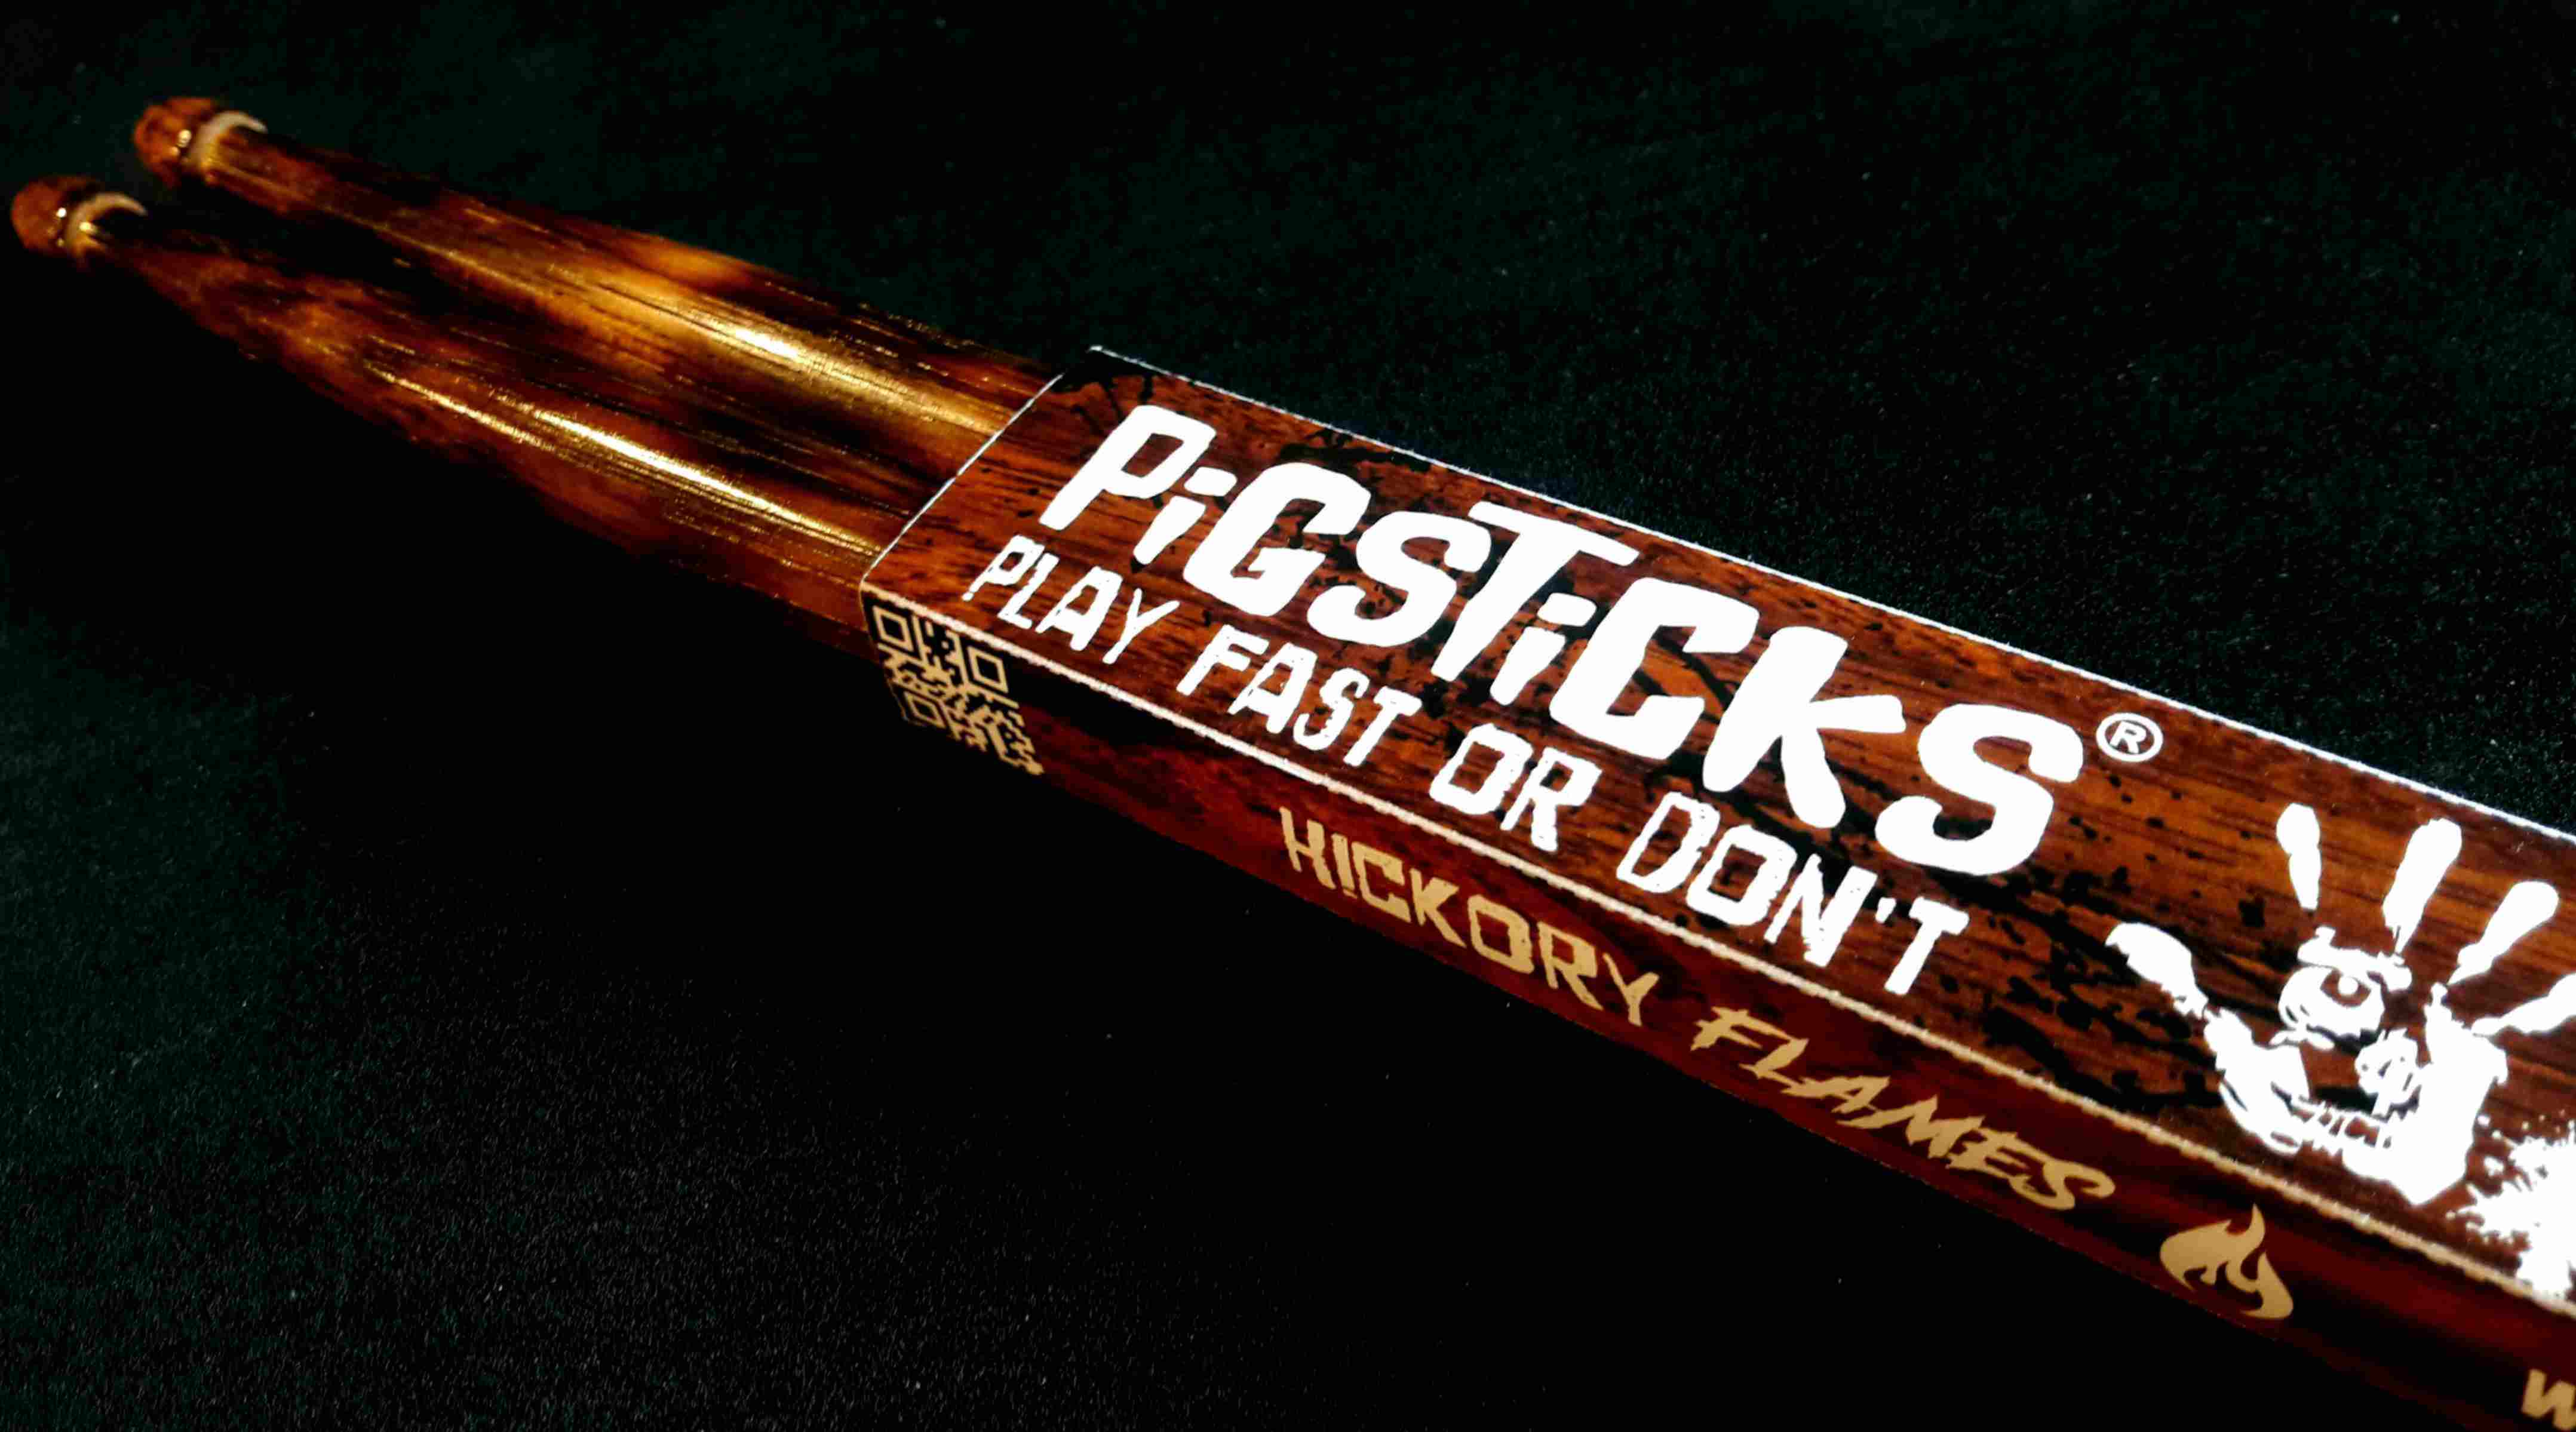 PiGSTiCKS®
PLAY FAST OR DON'T
HICKORY FLAMES